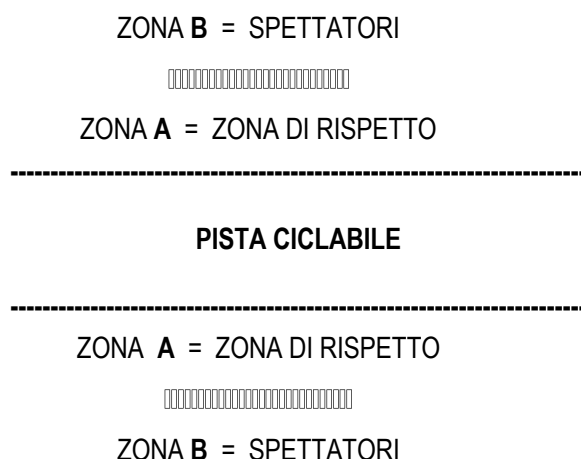 ZONA B = SPETTATORI
ZONA A = ZONA DI RISPETTO
PISTA CICLABILE
ZONA A = ZONA DI RISPETTO
ZONA B = SPETTATORI